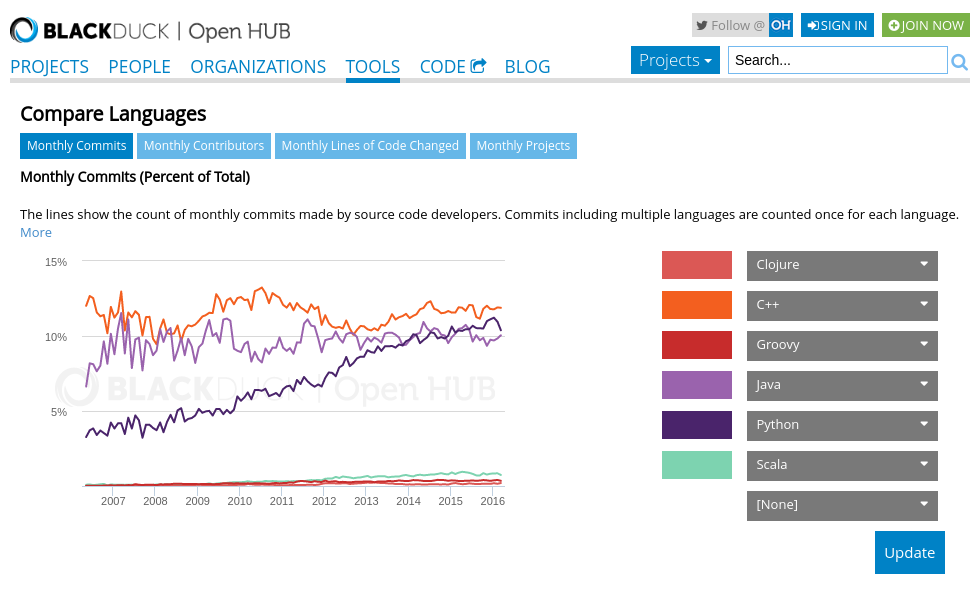 BLACKDUCK | Open HUB
Follow @ OH SIGN IN JOIN NOW
PROJECTS PEOPLE ORGANIZATIONS TOOLS CODE BLOG Projects Search...
Compare Languages
Monthly Commits Monthly Contributors Monthly Lines of Code Changed Monthly Projects
Monthly Commits (Percent of Total)
The lines show the count of monthly commits made by source code developers. Commits including multiple languages are counted once for each language.
More
15%
10%
5%
BLACKDUCK | Open HUB
2007 2008 2009 2010 2011 2012 2013 2014 2015 2016
Clojure
C++
Groovy
Java
Python
Scala
[None]
Update